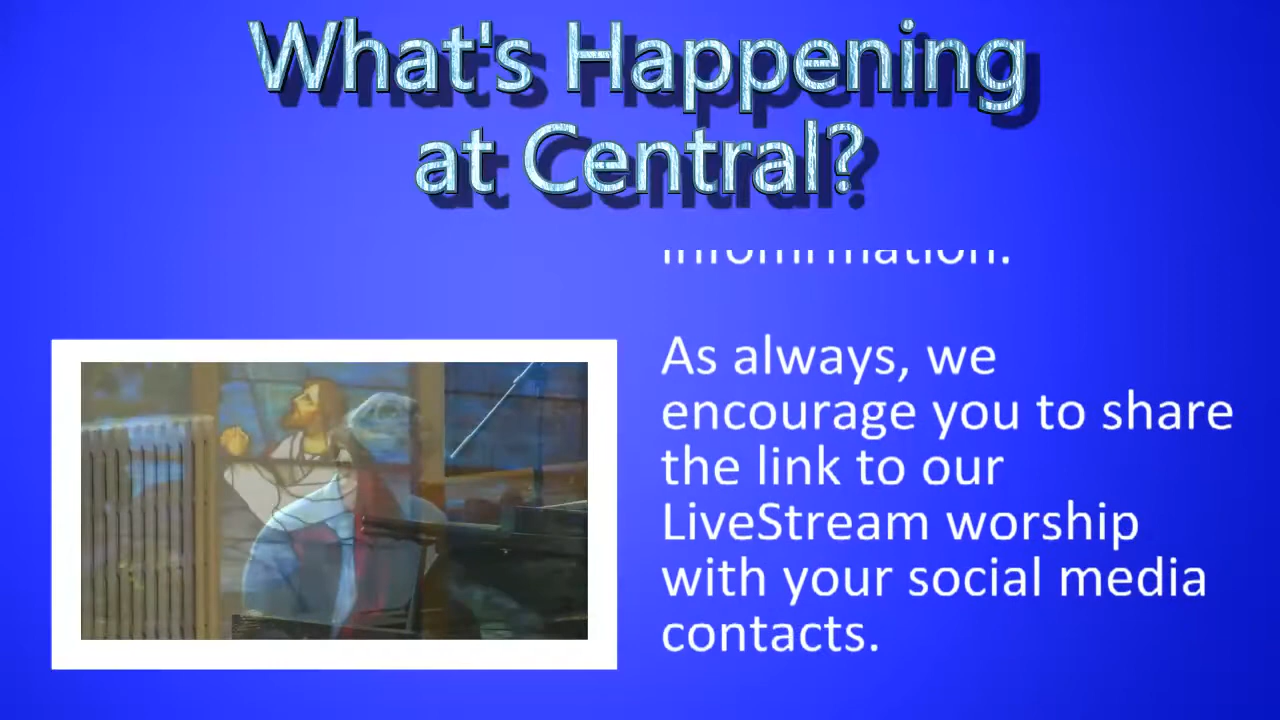 What's Happening
at Central?
As always, we
encourage you to share
the link to our
LiveStream worship
with your social media
contacts.